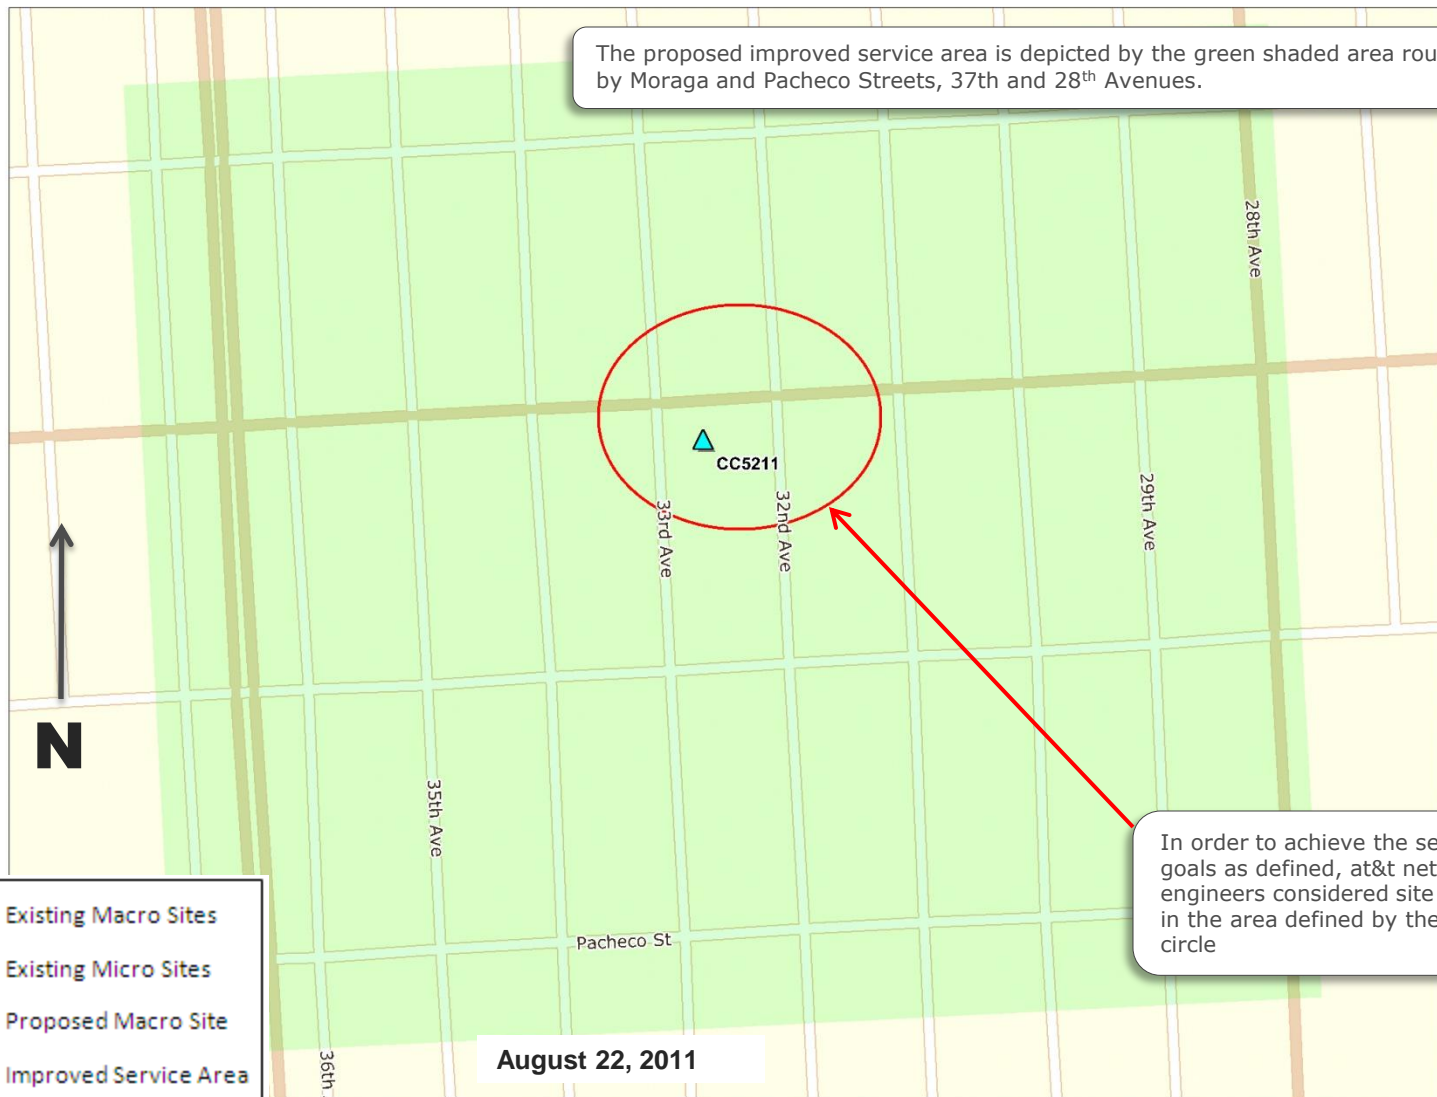 The proposed improved service area is depicted by the green shaded area rou
by Moraga and Pacheco Streets, 37th and 28th Avenues.
28th Ave
CC5211
33rd Ave
32nd Ave
29th Ave
N
35th Ave
In order to achieve the se
goals as defined, at&t net
engineers considered site
in the area defined by the
circle
Pacheco St
Existing Macro Sites
Existing Micro Sites
Proposed Macro Site
Improved Service Area
36th
August 22, 2011